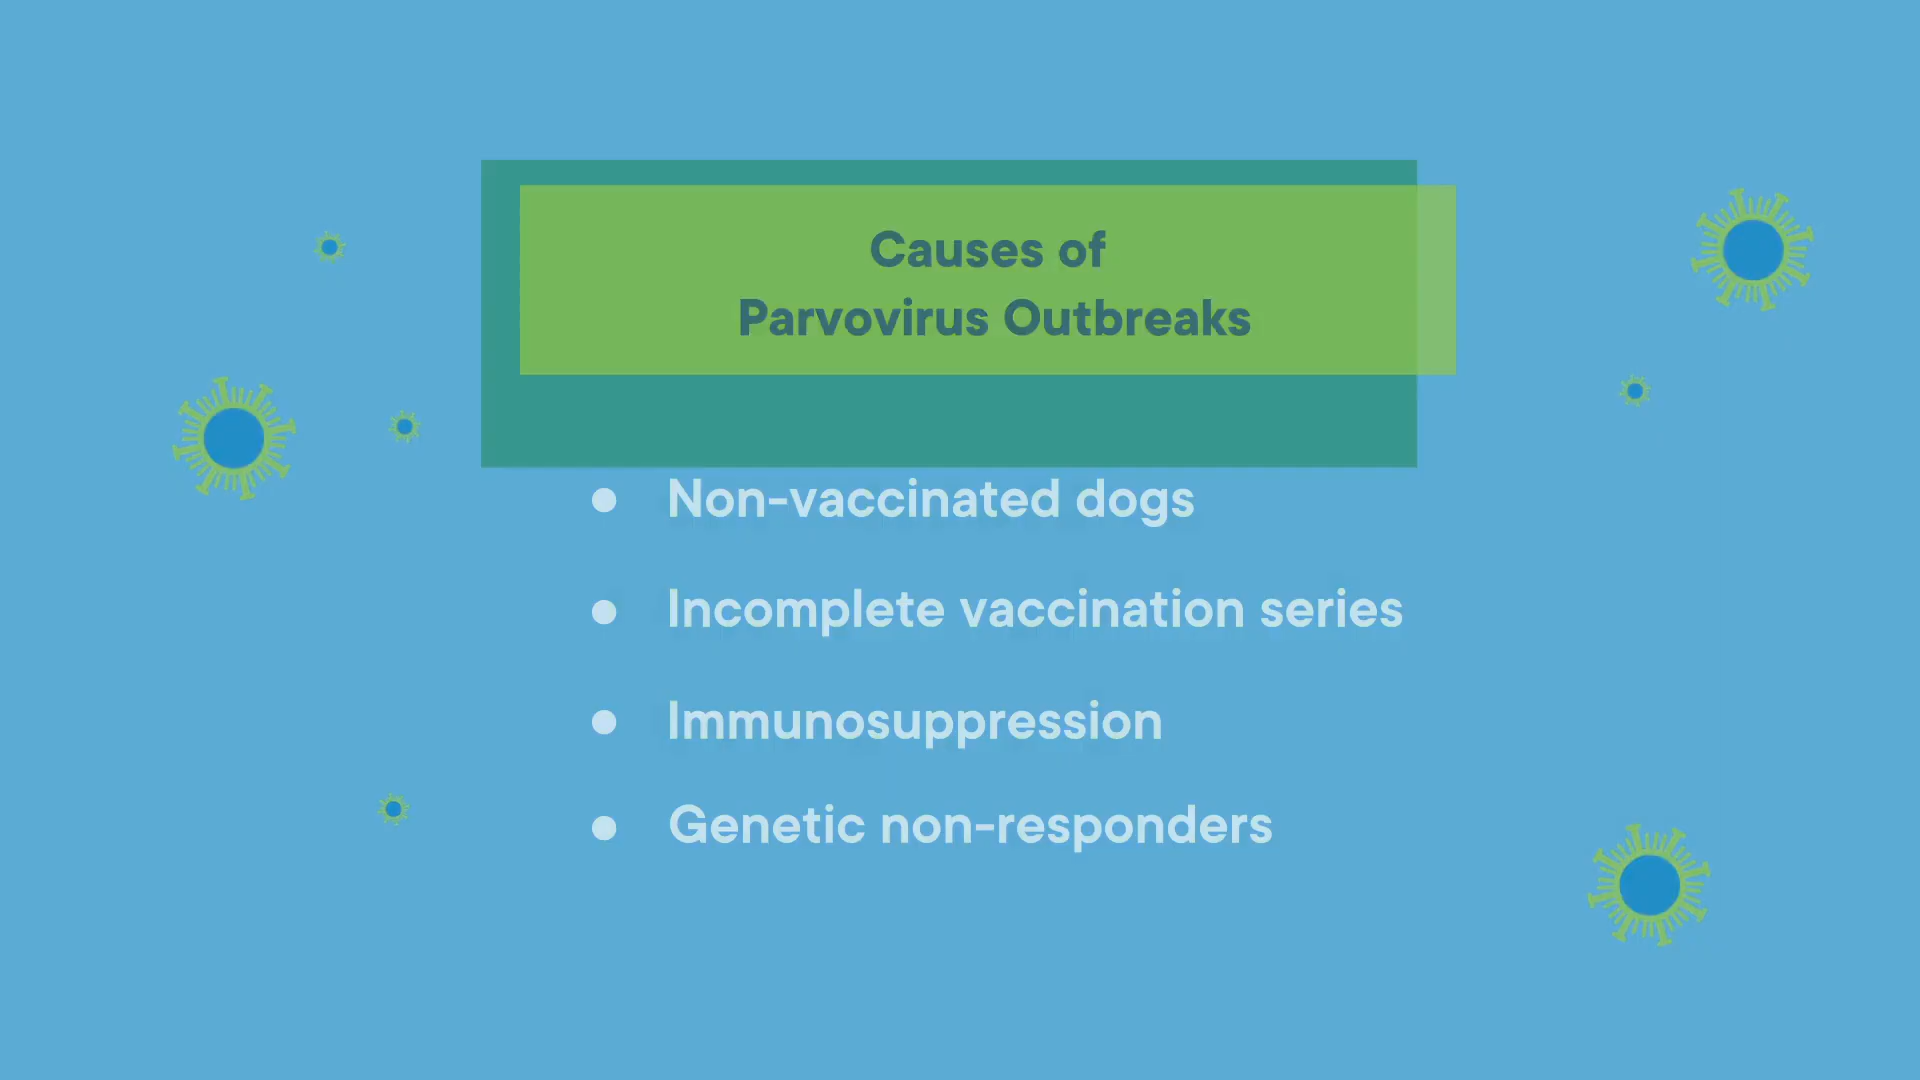 Causes of
Parvovirus Outbreaks
● Non-vaccinated dogs
● Incomplete vaccination series
● Immunosuppression
● Genetic non-responders